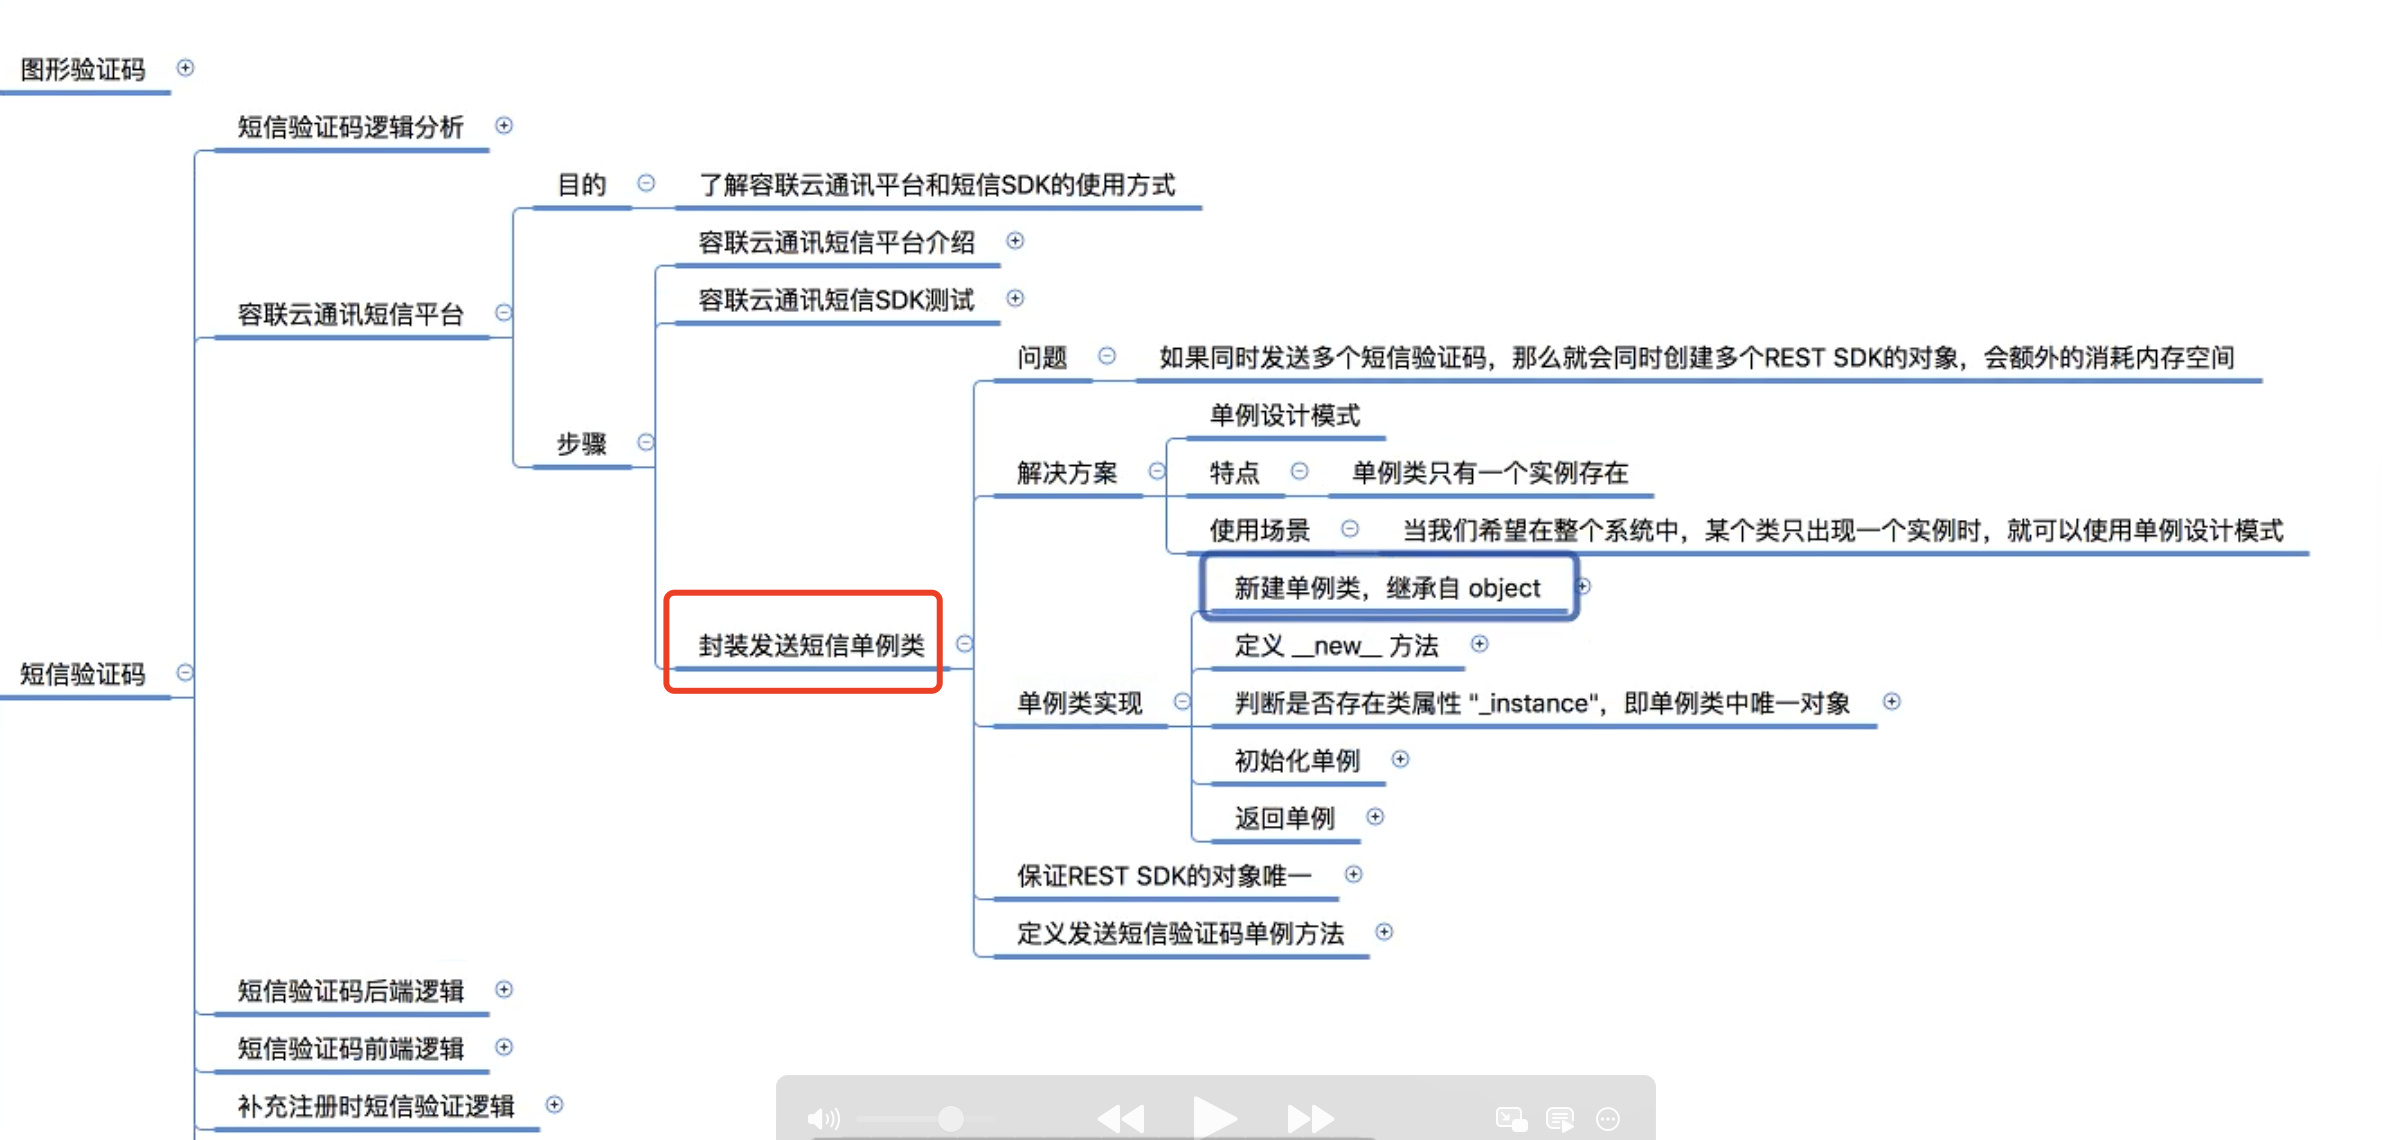 图形验证码
短信验证码逻辑分析
目的
了解容联云通讯平台和短信SDK的使用方式
容联云通讯短信平台介绍
容联云通讯短信平台
容联云通讯短信SDK测试
问题
如果同时发送多个短信验证码，那么就会同时创建多个REST SDK的对象，会额外的消耗内存空间
单例设计模式
步骤
解决方案
特点
单例类只有一个实例存在
使用场景
当我们希望在整个系统中，某个类只出现一个实例时，就可以使用单例设计模式
新建单例类，继承自 object
封装发送短信单例类
定义 __new__ 方法
短信验证码
单例类实现
判断是否存在类属性 "_instance"，即单例类中唯一对象
初始化单例
返回单例
保证REST SDK的对象唯一
定义发送短信验证码单例方法
短信验证码后端逻辑
短信验证码前端逻辑
补充注册时短信验证逻辑